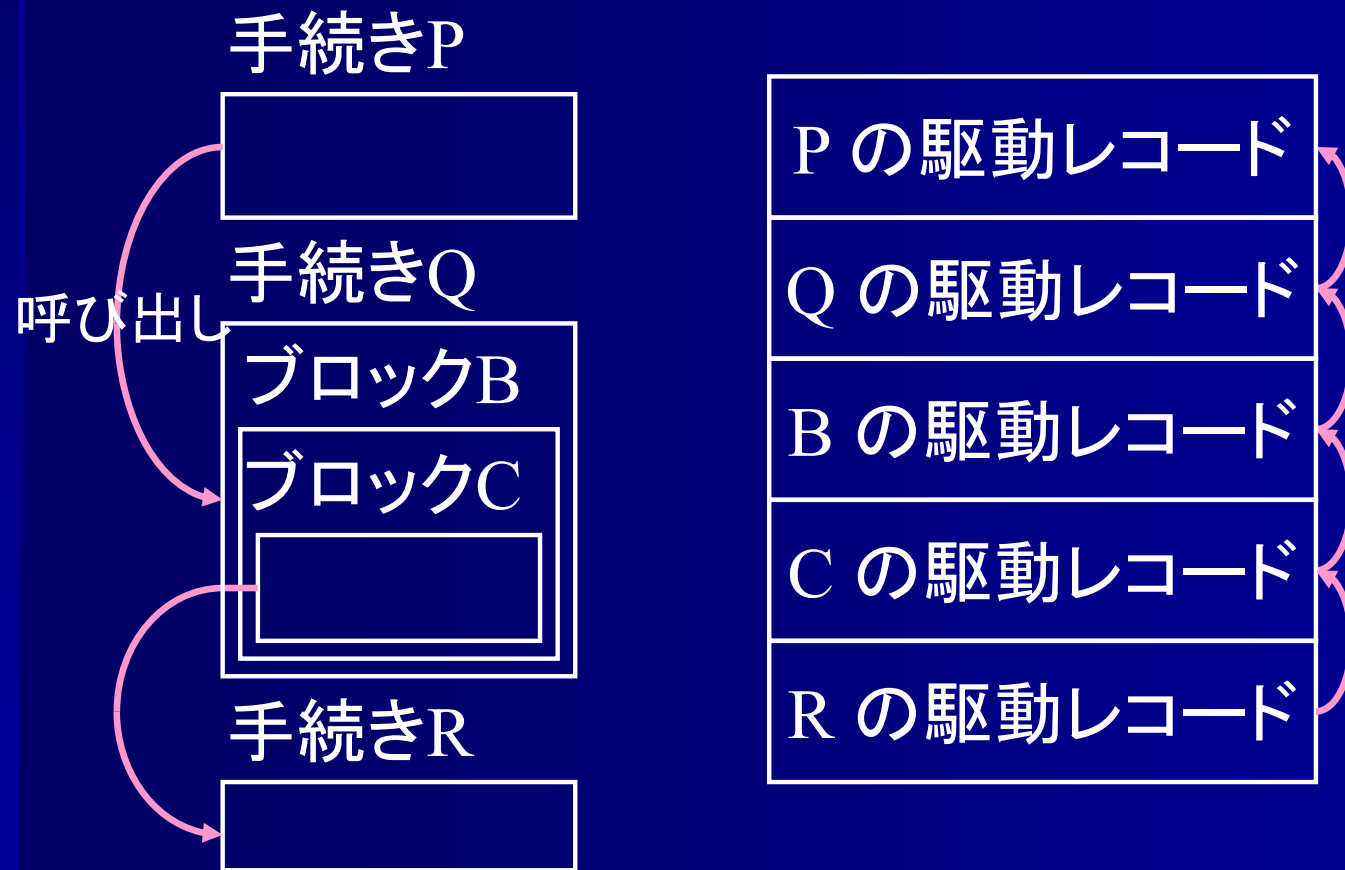 手続きP
呼び出し
手続きQ
ブロックB
ブロックC
手続きR
P の駆動レコード
Q の駆動レコード
B の駆動レコード
C の駆動レコード
R の駆動レコード